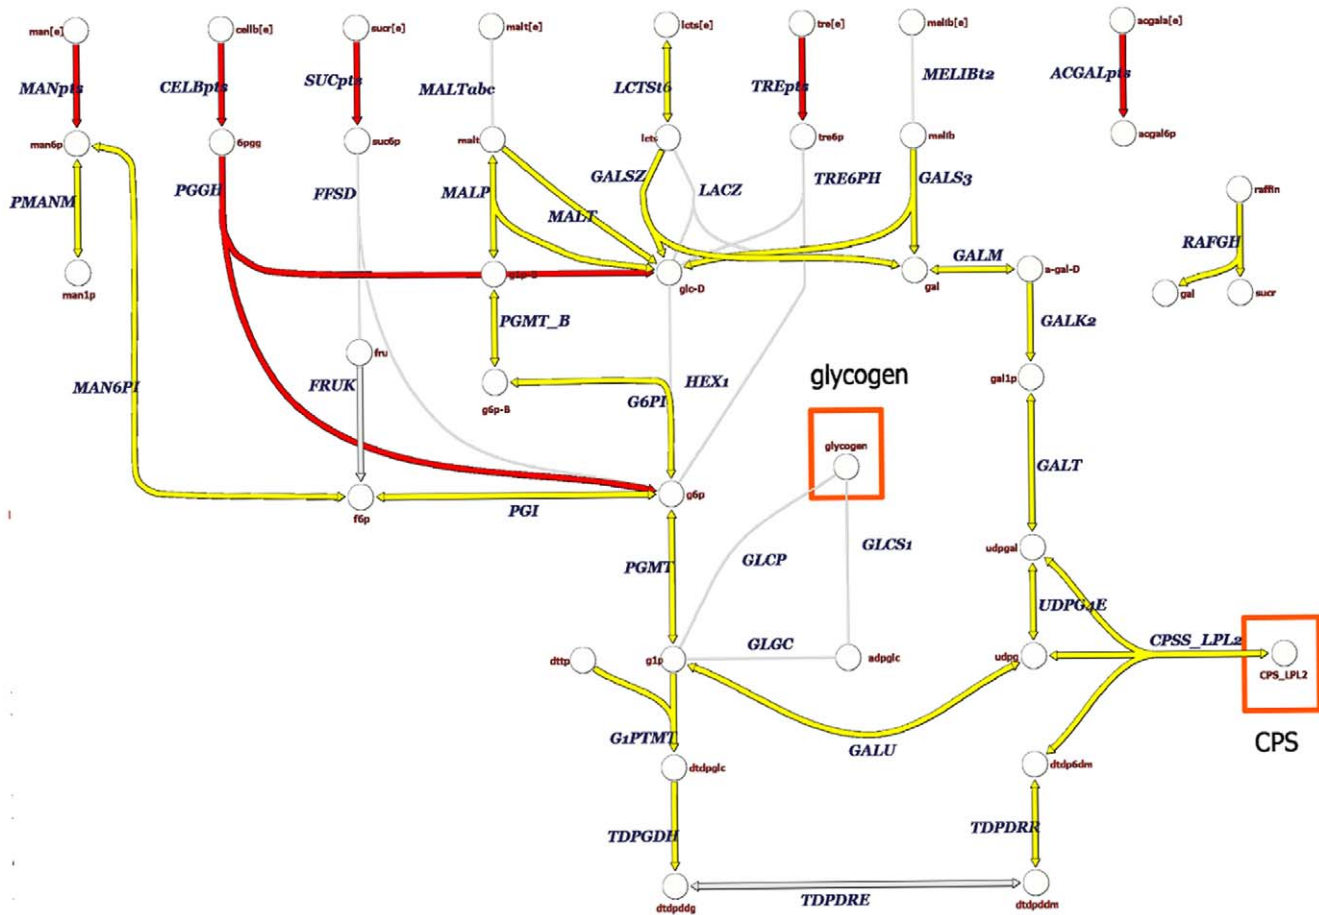 man[e] cellb[e] sucr[e] malt[e] lcts[e] tre[e] melib[e] acgala[e]
MANpts CELBpts SUCpts MALTabc LCTSt6 TREpts MELIBt2 ACGALpts
man6p 6pgg suc6p malt lcts tre6p melib acgal6p
PMANM PGGH FFSD MALP MALT GALSZ LACZ TRE6PH GALS3 raffin
RAFGH
man1p glc-D gal GALM a-gal-D gal sucr
PGMT_B GALK2
fru
MAN6PI FRUK g6p-B G6PI HEX1 glycogen gal1p
glycogen
GALT
f6p PGI g6p
GLCS1
udpgal
PGMT GLCP
UDPG4E
dttp g1p GLGC adpglc udpg CPSS_LPL2
CPS_LPL2
G1PTMT GALU CPS
dtdpglc dtdp6dm
TDPGDH TDPDRR
dtdpddg TDPDRE dtdpddm